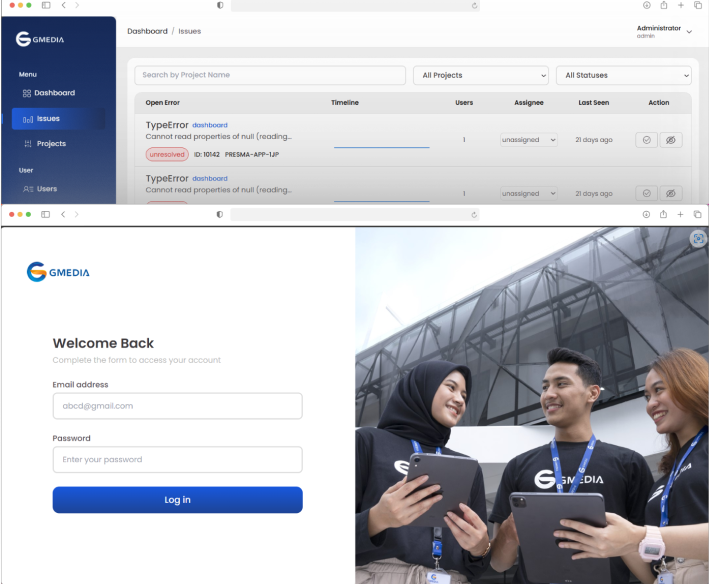 GMEDIA
Dashboard / Issues
Administrator
admin
Menu
Dashboard
Issues
Projects
User
Users
Search by Project Name
All Projects
All Statuses
Open Error Timeline Users Assignee Last Seen Action
TypeError dashboard
Cannot read properties of null (reading...
1 unassigned 21 days ago
unresolved ID: 10142 PRESMA-APP-1JP
TypeError dashboard
Cannot read properties of null (reading...
1 unassigned 21 days ago
GMEDIA
Welcome Back
Complete the form to access your account
Email address
abcd@gmail.com
Password
Enter your password
Log in
GMEDIA